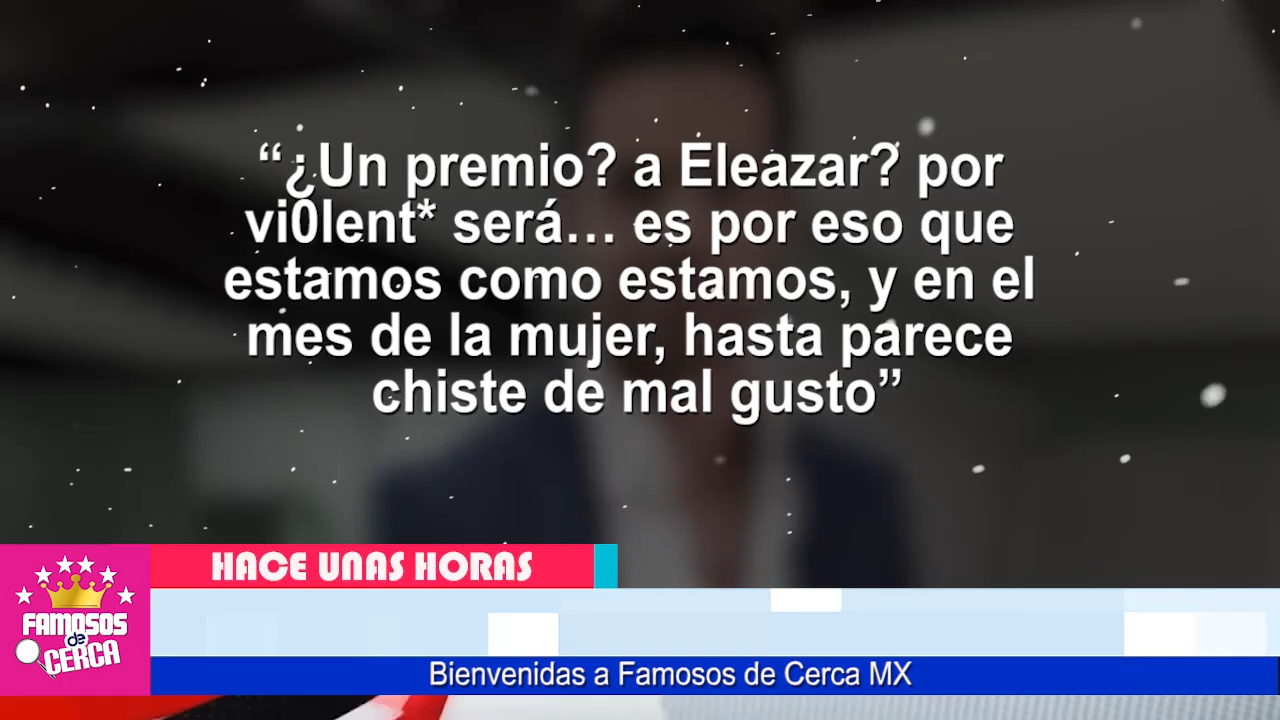 “¿Un premio? a Eleazar? por
vi0lent* será... es por eso que
estamos como estamos, y en el
mes de la mujer, hasta parece
chiste de mal gusto”
HACE UNAS HORAS
FAMOSOS
de
CERCA
Bienvenidas a Famosos de Cerca MX